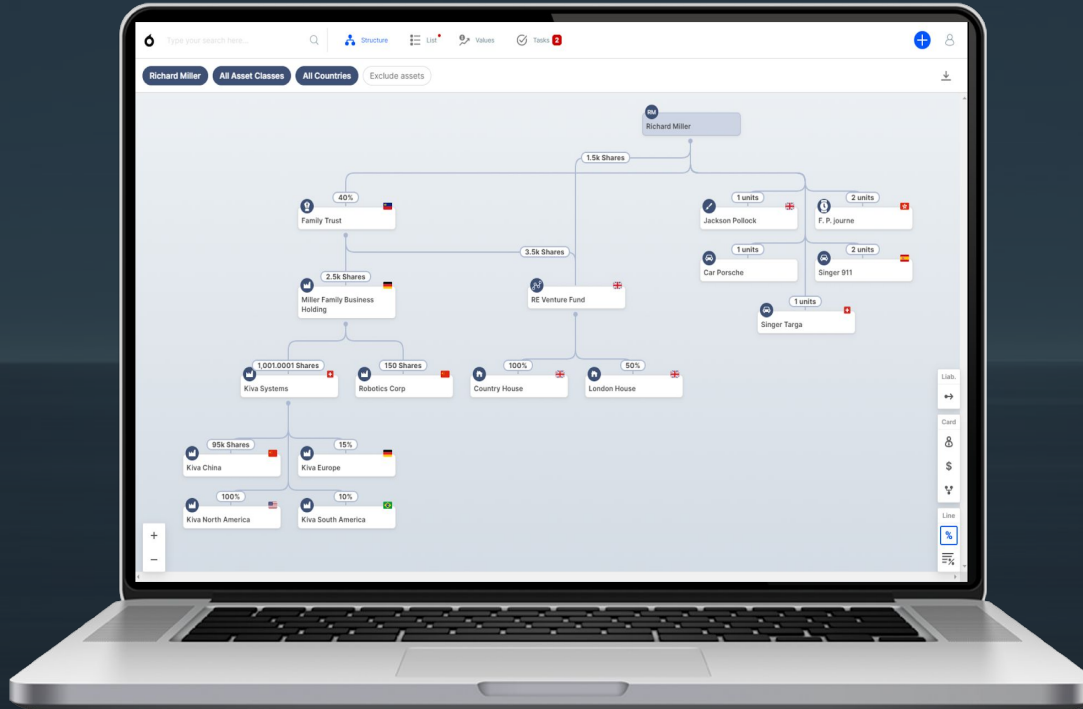 Type your search here...
Structure
List
Values
Tasks 2
Richard Miller
All Asset Classes
All Countries
Exclude assets
RM
Richard Miller
1.5k Shares
40%
Family Trust
1 units
Jackson Pollock
2 units
F. P. journe
3.5k Shares
1 units
Car Porsche
2 units
Singer 911
2.5k Shares
Miller Family Business
Holding
RE Venture Fund
1 units
Singer Targa
1,001.0001 Shares
Kiva Systems
150 Shares
Robotics Corp
100%
Country House
50%
London House
Liab.
Card
$
Line
%
95k Shares
Kiva China
15%
Kiva Europe
100%
Kiva North America
10%
Kiva South America
+
−